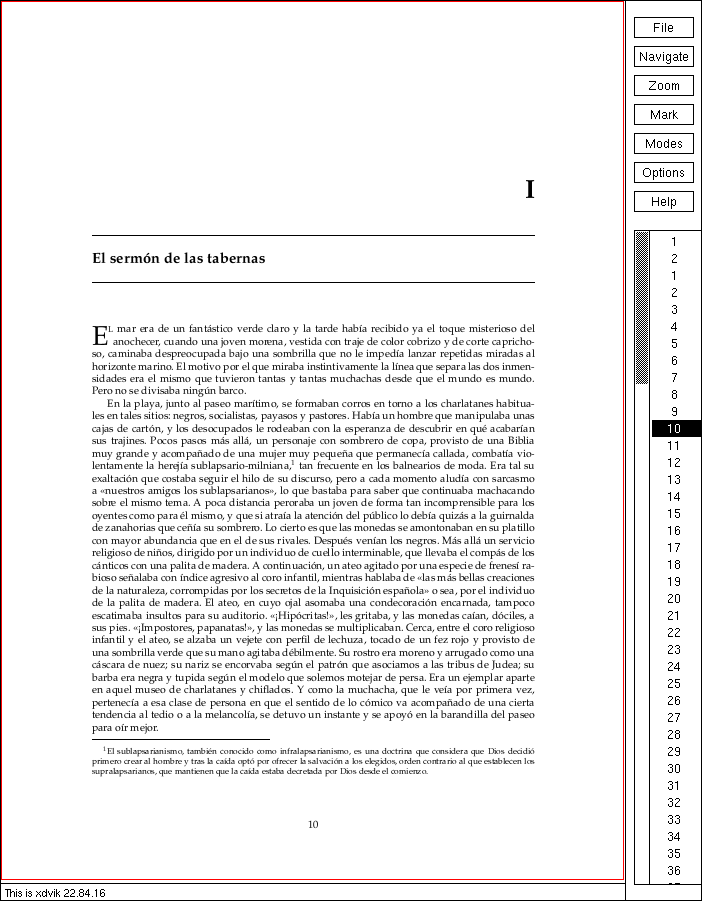 I
El sermón de las tabernas
EL mar era de un fantástico verde claro y la tarde había recibido ya el toque misterioso del
anochecer, cuando una joven morena, vestida con traje de color cobrizo y de corte capricho-
so, caminaba despreocupada bajo una sombrilla que no le impedía lanzar repetidas miradas al
horizonte marino. El motivo por el que miraba instintivamente la línea que separa las dos inmen-
sidades era el mismo que tuvieron tantas y tantas muchachas desde que el mundo es mundo.
Pero no se divisaba ningún barco.
En la playa, junto al paseo marítimo, se formaban corros en torno a los charlatanes habitua-
les en tales sitios: negros, socialistas, payasos y pastores. Había un hombre que manipulaba unas
cajas de cartón, y los desocupados le rodeaban con la esperanza de descubrir en qué acabarían
sus trajines. Pocos pasos más allá, un personaje con sombrero de copa, provisto de una Biblia
muy grande y acompañado de una mujer muy pequeña que permanecía callada, combatía vio-
lentamente la herejía sublapsario-milniana,1 tan frecuente en los balnearios de moda. Era tal su
exaltación que costaba seguir el hilo de su discurso, pero a cada momento aludía con sarcasmo
a «nuestros amigos los sublapsarianos», lo que bastaba para saber que continuaba machacando
sobre el mismo tema. A poca distancia peroraba un joven de forma tan incomprensible para los
oyentes como para él mismo, y que si atraía la atención del público lo debía quizás a la guirnalda
de zanahorias que ceñía su sombrero. Lo cierto es que las monedas se amontonaban en su platillo
con mayor abundancia que en el de sus rivales. Después venían los negros. Más allá un servicio
religioso de niños, dirigido por un individuo de cuello interminable, que llevaba el compás de los
cánticos con una palita de madera. A continuación, un ateo agitado por una especie de frenesí ra-
bioso señalaba con índice agresivo al coro infantil, mientras hablaba de «las más bellas creaciones
de la naturaleza, corrompidas por los secretos de la Inquisición española» o sea, por el individuo
de la palita de madera. El ateo, en cuyo ojal asomaba una condecoración encarnada, tampoco
escatimaba insultos para su auditorio. «¡Hipócritas!», les gritaba, y las monedas caían, dóciles, a
sus pies. «¡Impostores, papanatas!», y las monedas se multiplicaban. Cerca, entre el coro religioso
infantil y el ateo, se alzaba un vejete con perfil de lechuza, tocado de un fez rojo y provisto de
una sombrilla verde que su mano agitaba débilmente. Su rostro era moreno y arrugado como una
cáscara de nuez; su nariz se encorvaba según el patrón que asociamos a las tribus de Judea; su
barba era negra y tupida según el modelo que solemos motejar de persa. Era un ejemplar aparte
en aquel museo de charlatanes y chiflados. Y como la muchacha, que le veía por primera vez,
pertenecía a esa clase de persona en que el sentido de lo cómico va acompañado de una cierta
tendencia al tedio o a la melancolía, se detuvo un instante y se apoyó en la barandilla del paseo
para oír mejor.
1El sublapsarianismo, también conocido como infralapsarianismo, es una doctrina que considera que Dios decidió
primero crear al hombre y tras la caída optó por ofrecer la salvación a los elegidos, orden contrario al que establecen los
supralapsarianos, que mantienen que la caída estaba decretada por Dios desde el comienzo.
10
This is xdvik 22.84.16
File
Navigate
Zoom
Mark
Modes
Options
Help
1
2
1
2
3
4
5
6
7
8
9
10
11
12
13
14
15
16
17
18
19
20
21
22
23
24
25
26
27
28
29
30
31
32
33
34
35
36